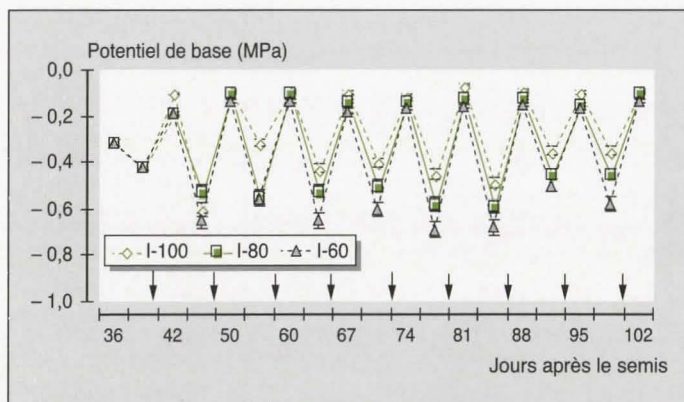 Potentiel de base (MPa)
0,0
– 0,2
– 0,4
– 0,6
– 0,8
– 1,0
I-100 I-80 I-60
36 42 50 60 67 74 81 88 95 102
Jours après le semis